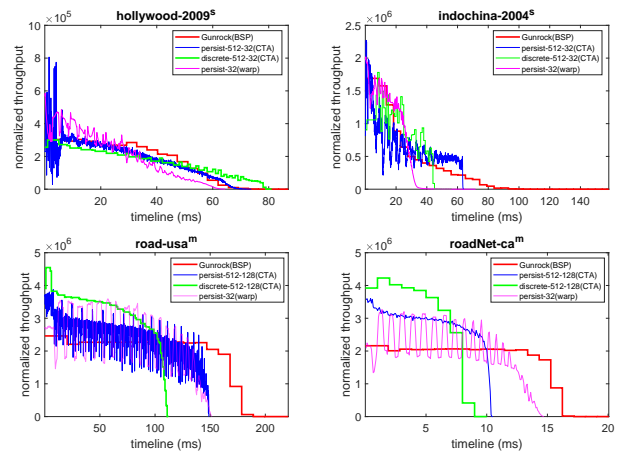 hollywood-2009s
×10^5
normalized throughput
10
8
6
4
2
0
Gunrock(BSP)
persist-512-32(CTA)
discrete-512-32(CTA)
persist-32(warp)
20 40 60 80
timeline (ms)
indochina-2004s
×10^6
normalized throughput
2.5
2
1.5
1
0.5
0
Gunrock(BSP)
persist-512-32(CTA)
discrete-512-32(CTA)
persist-32(warp)
20 40 60 80 100 120 140
timeline (ms)
road-usam
×10^6
normalized throughput
5
4
3
2
1
0
Gunrock(BSP)
persist-512-128(CTA)
discrete-512-128(CTA)
persist-32(warp)
50 100 150 200
timeline (ms)
roadNet-cam
×10^6
normalized throughput
5
4
3
2
1
0
Gunrock(BSP)
persist-512-128(CTA)
discrete-512-128(CTA)
persist-32(warp)
5 10 15 20
timeline (ms)